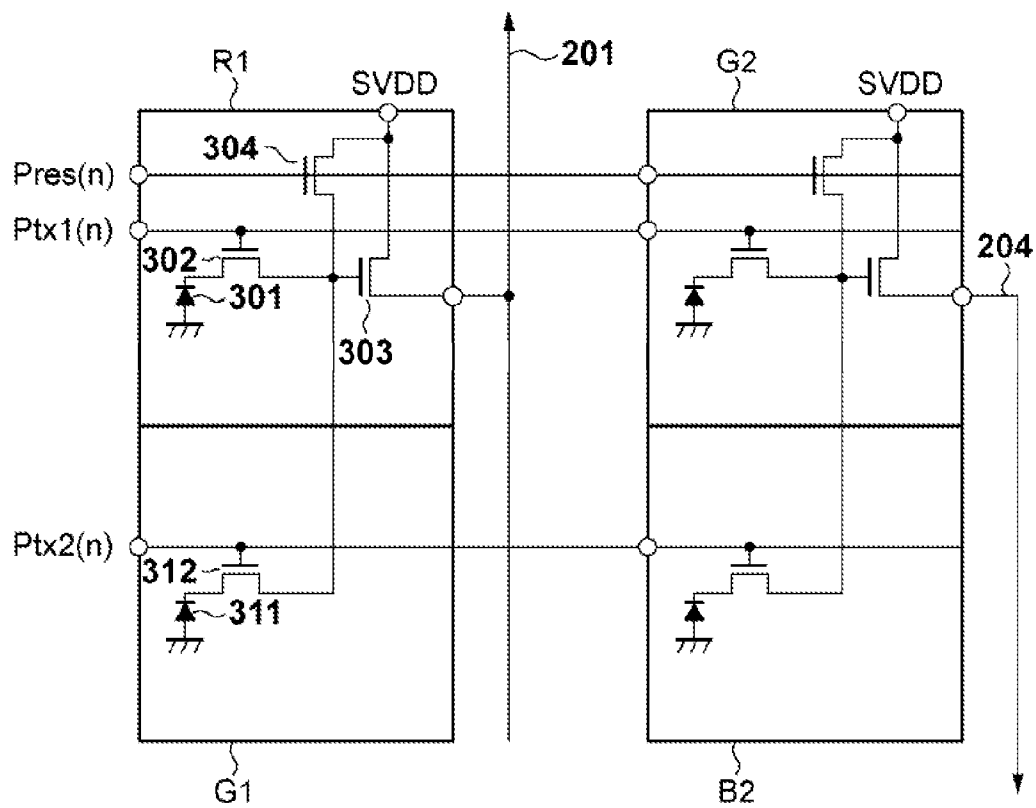 R1
SVDD
201
G2
SVDD
304
Pres(n)
Ptx1(n)
302
301
303
204
Ptx2(n)
312
311
G1
B2